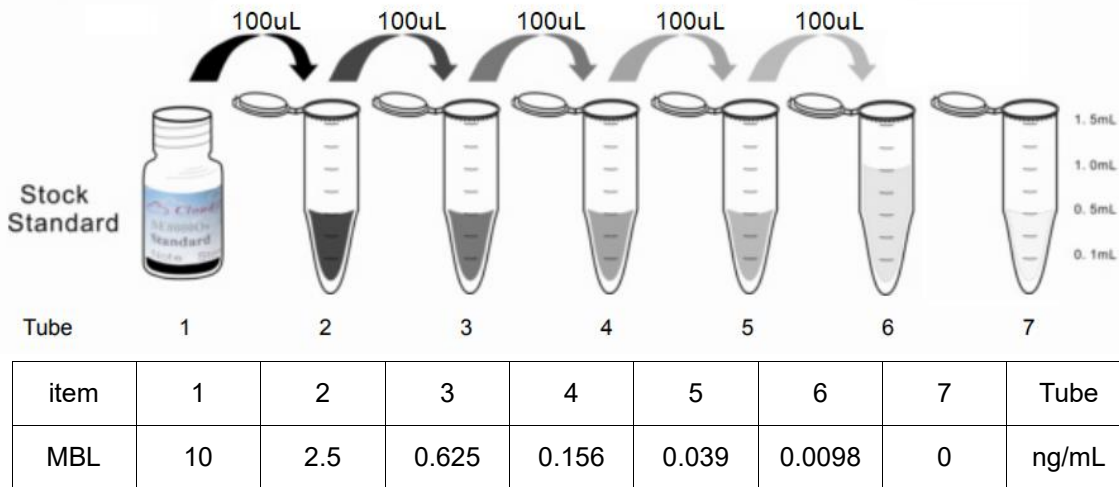 100uL 100uL 100uL 100uL 100uL
1.5mL
1.0mL
0.5mL
0.1mL
Stock
Standard
Standard
Tube 1 2 3 4 5 6 7
item 1 2 3 4 5 6 7 Tube
MBL 10 2.5 0.625 0.156 0.039 0.0098 0 ng/mL